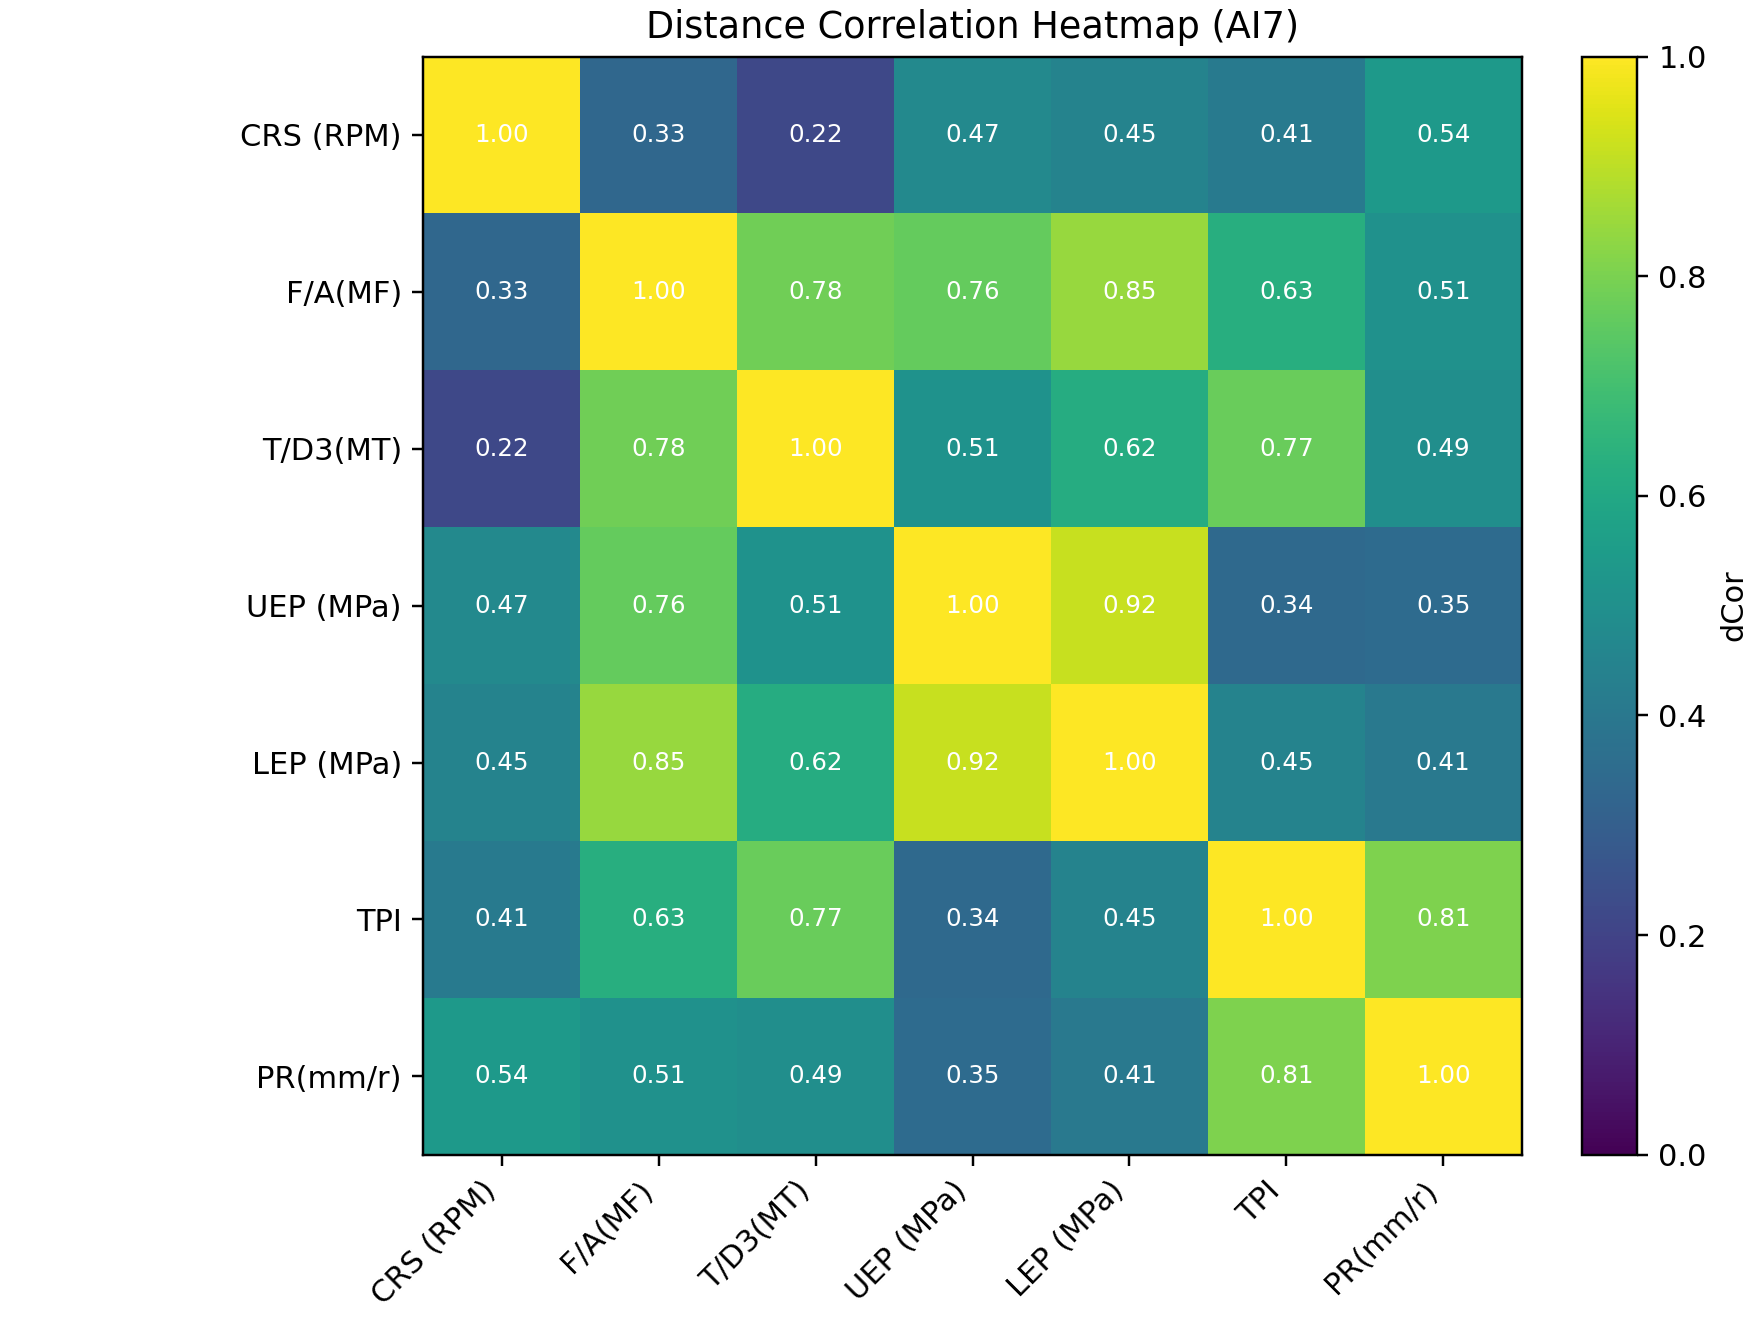 Distance Correlation Heatmap (AI7)
CRS (RPM) 1.00 0.33 0.22 0.47 0.45 0.41 0.54
F/A(MF) 0.33 1.00 0.78 0.76 0.85 0.63 0.51
T/D3(MT) 0.22 0.78 1.00 0.51 0.62 0.77 0.49
UEP (MPa) 0.47 0.76 0.51 1.00 0.92 0.34 0.35
LEP (MPa) 0.45 0.85 0.62 0.92 1.00 0.45 0.41
TPI 0.41 0.63 0.77 0.34 0.45 1.00 0.81
PR(mm/r) 0.54 0.51 0.49 0.35 0.41 0.81 1.00
CRS (RPM) F/A(MF) T/D3(MT) UEP (MPa) LEP (MPa) TPI PR(mm/r)
1.0
0.8
0.6
0.4
0.2
0.0
dCor